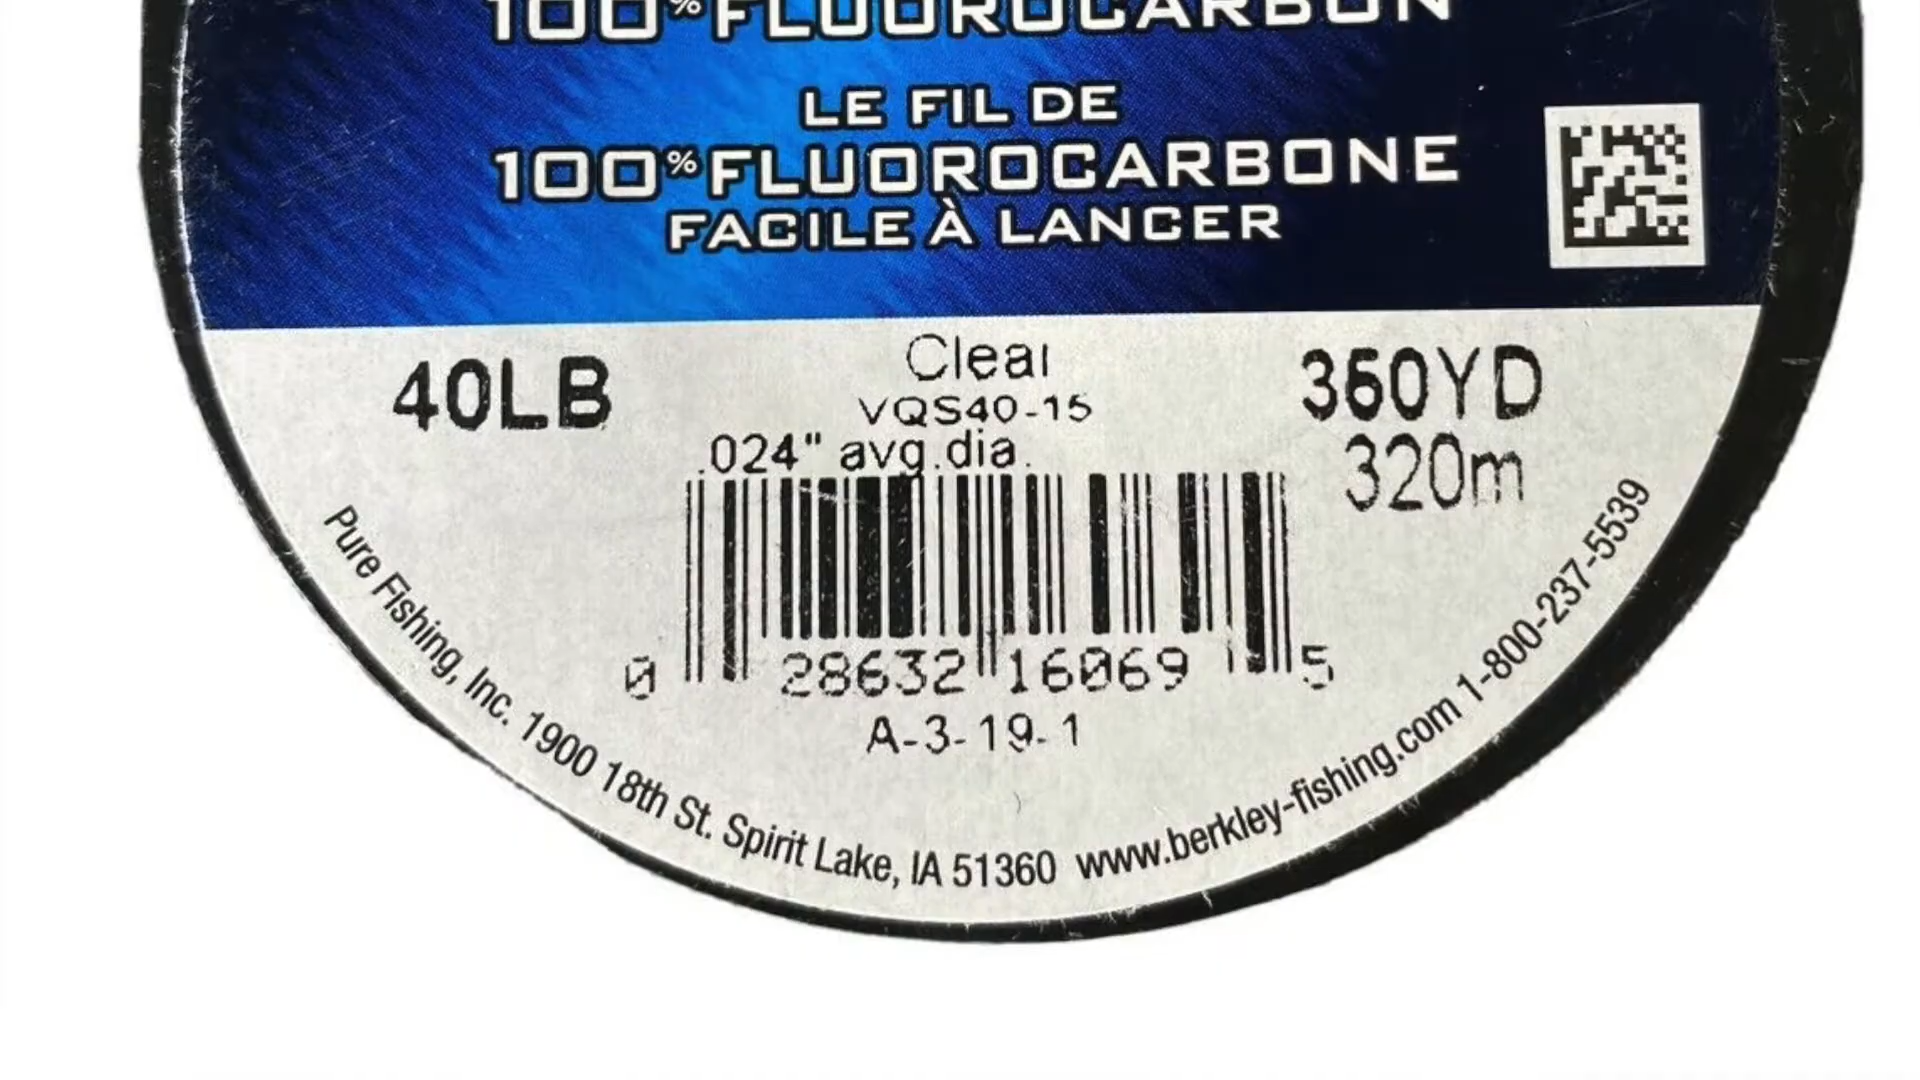 100% FLUOROCARBON
LE FIL DE
100% FLUOROCARBONE
FACILE À LANCER
40LB
Clear
350YD
VQS40-15
.024" avg.dia.
320m
0 28632 16069 5
A-3-19-1
Pure Fishing, Inc. 1900 18th St. Spirit Lake, IA 51360 www.berkley-fishing.com 1-800-237-5539